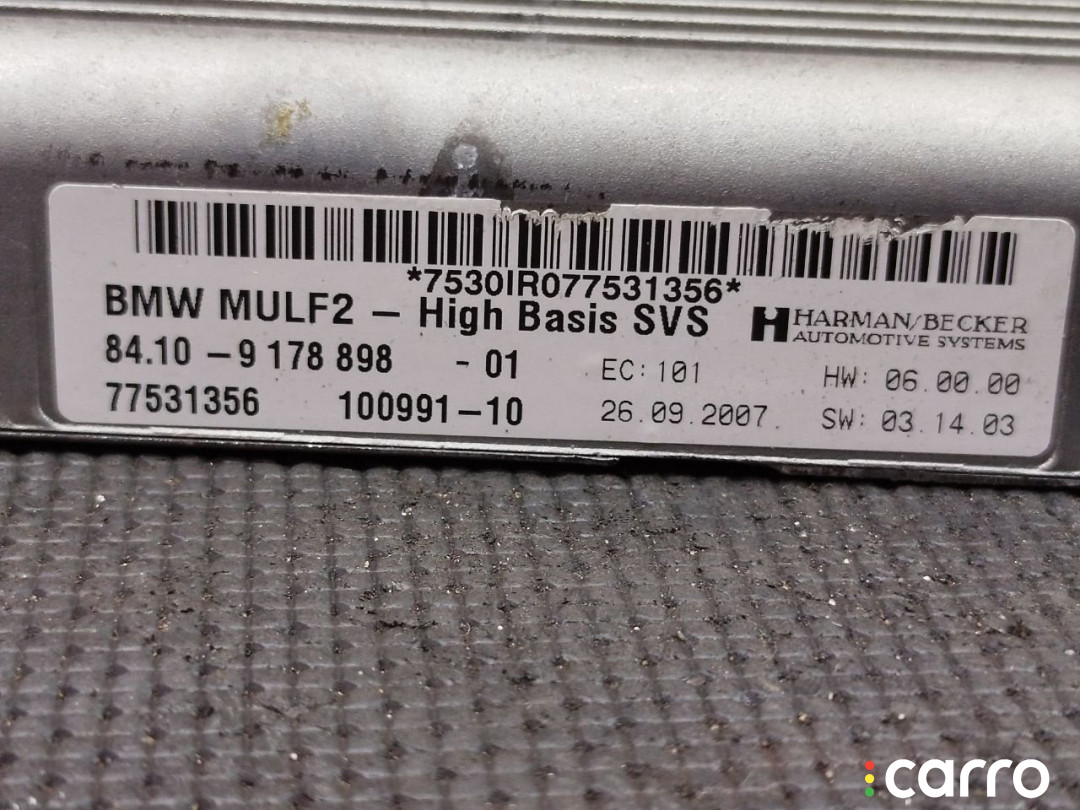 *7530IR077531356*
BMW MULF2 – High Basis SVS
HARMAN/BECKER
AUTOMOTIVE SYSTEMS
84.10 – 9 178 898 - 01 EC: 101 HW: 06.00.00
77531356 100991–10 26.09.2007. SW: 03.14.03
carro